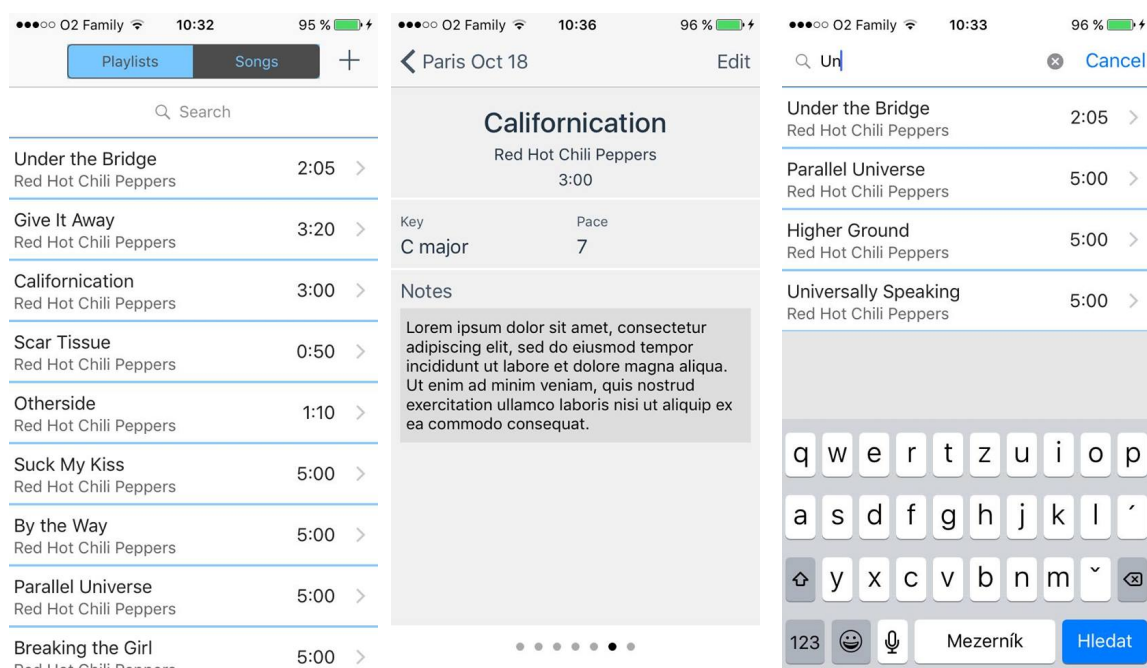 O2 Family 10:32 95 %
Playlists Songs +
Search
Under the Bridge 2:05
Red Hot Chili Peppers
Give It Away 3:20
Red Hot Chili Peppers
Californication 3:00
Red Hot Chili Peppers
Scar Tissue 0:50
Red Hot Chili Peppers
Otherside 1:10
Red Hot Chili Peppers
Suck My Kiss 5:00
Red Hot Chili Peppers
By the Way 5:00
Red Hot Chili Peppers
Parallel Universe 5:00
Red Hot Chili Peppers
Breaking the Girl 5:00
Red Hot Chili Peppers
O2 Family 10:36 96 %
Paris Oct 18 Edit
Californication
Red Hot Chili Peppers
3:00
Key Pace
C major 7
Notes
Lorem ipsum dolor sit amet, consectetur
adipiscing elit, sed do eiusmod tempor
incididunt ut labore et dolore magna aliqua.
Ut enim ad minim veniam, quis nostrud
exercitation ullamco laboris nisi ut aliquip ex
ea commodo consequat.
O2 Family 10:33 96 %
Un Cancel
Under the Bridge 2:05
Red Hot Chili Peppers
Parallel Universe 5:00
Red Hot Chili Peppers
Higher Ground 5:00
Red Hot Chili Peppers
Universally Speaking 5:00
Red Hot Chili Peppers
q w e r t z u i o p
a s d f g h j k l ´
y x c v b n m ˇ
123 Mezerník Hledat